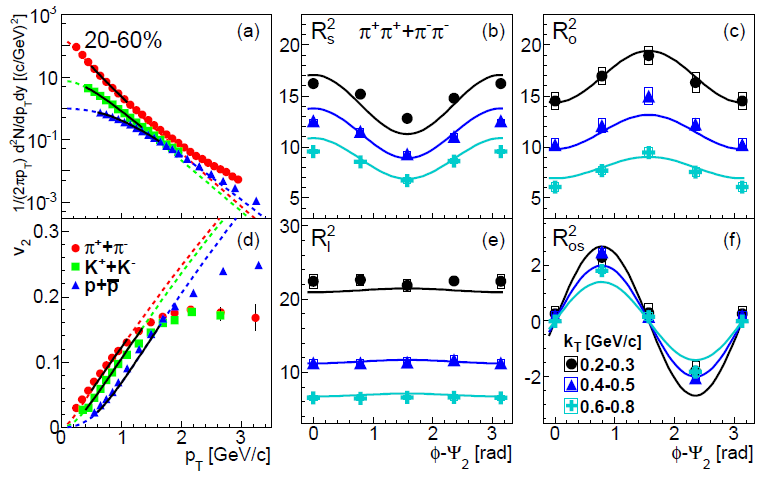 1/(2πp_T) d²N/dp_Tdy [(c/GeV)²]
10³
10
10⁻¹
10⁻³
20-60%
(a)
R_s² π⁺π⁺+π⁻π⁻ (b)
20
15
10
5
R_o² (c)
20
15
10
5
v₂
0.3
0.2
0.1
0.0
(d)
π⁺+π⁻
K⁺+K⁻
p+p̅
0 1 2 3
p_T [GeV/c]
R_l² (e)
30
20
10
0 1 2 3
ϕ-Ψ₂ [rad]
R_os² (f)
2
0
-2
k_T [GeV/c]
0.2-0.3
0.4-0.5
0.6-0.8
0 1 2 3
ϕ-Ψ₂ [rad]